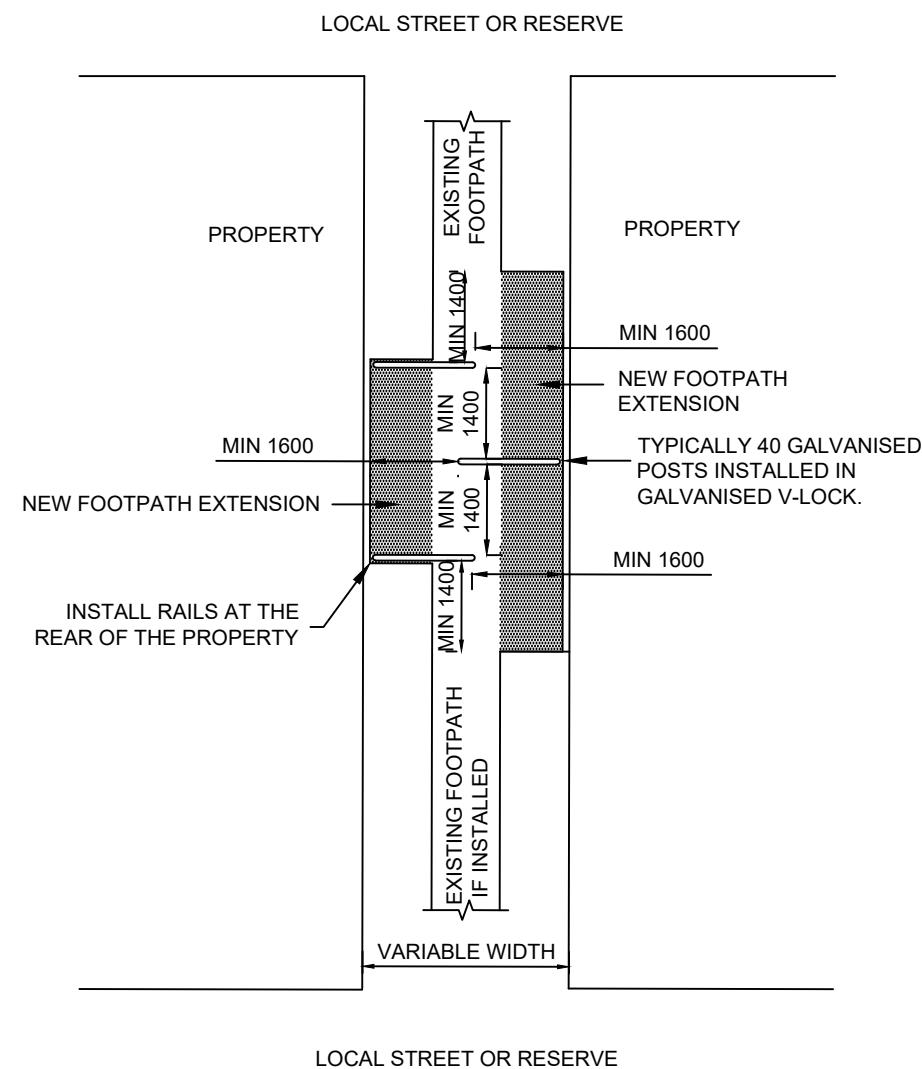 LOCAL STREET OR RESERVE
EXISTING
FOOTPATH
PROPERTY
PROPERTY
MIN 1400
MIN 1600
NEW FOOTPATH
EXTENSION
MIN
1400
MIN 1600
TYPICALLY 40 GALVANISED
POSTS INSTALLED IN
GALVANISED V-LOCK.
NEW FOOTPATH EXTENSION
MIN
1400
MIN 1600
INSTALL RAILS AT THE
REAR OF THE PROPERTY
MIN 1400
EXISTING FOOTPATH
IF INSTALLED
VARIABLE WIDTH
LOCAL STREET OR RESERVE